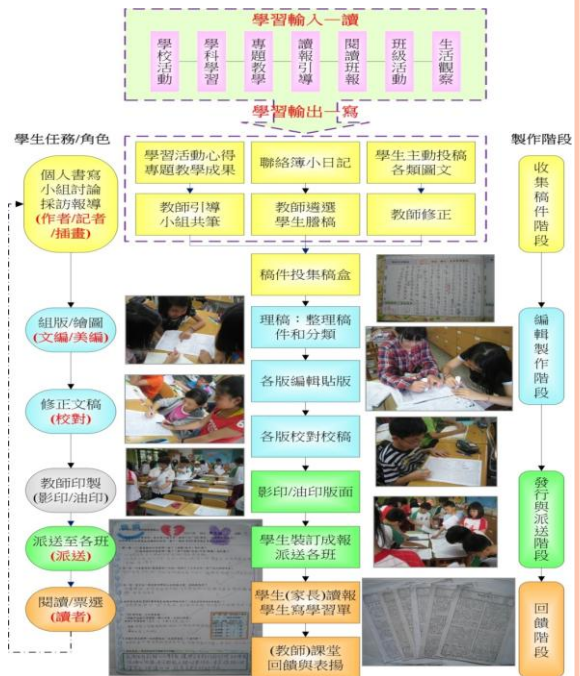 學習輸入—讀
學校活動
學科學習
專題教學
讀報引導
閱讀班報
班級活動
生活觀察
學習輸出—寫
學生任務/角色
個人書寫
小組討論
採訪報導
(作者/記者
/插畫)
組版/繪圖
(文編/美編)
修正文稿
(校對)
教師印製
(影印/油印)
派送至各班
(派送)
閱讀/票選
(讀者)
學習活動心得
專題教學成果
聯絡簿小日記
學生主動投稿
各類圖文
教師引導
小組共筆
教師遴選
學生謄稿
教師修正
稿件投集稿盒
理稿：整理稿
件和分類
各版編輯貼版
各版校對校稿
影印/油印版面
學生裝訂成報
派送各班
學生(家長)讀報
學生寫學習單
(教師)課堂
回饋與表揚
製作階段
收集稿件階段
編輯製作階段
發行與派送階段
回饋階段